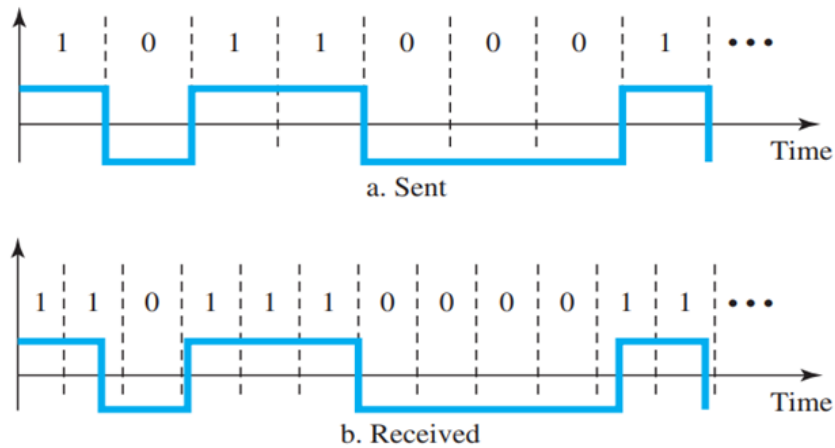 1 0 1 1 0 0 0 1 •••
Time
a. Sent
1 1 0 1 1 1 0 0 0 0 1 1 •••
Time
b. Received